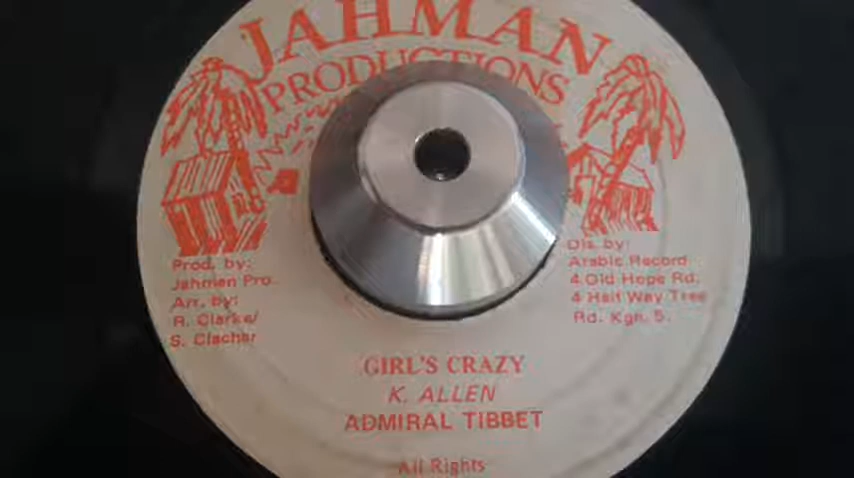 JAHMAN
PRODUCTIONS
Prod. by:
Jahmen Pro.
Arr. by:
R. Clarke/
S. Clachar
Dis. by:
Arabic Record
4 Old Hope Rd.
4 Half Way Tree
Rd. Kgn. 5.
GIRL'S CRAZY
K. ALLEN
ADMIRAL TIBBET
All Rights